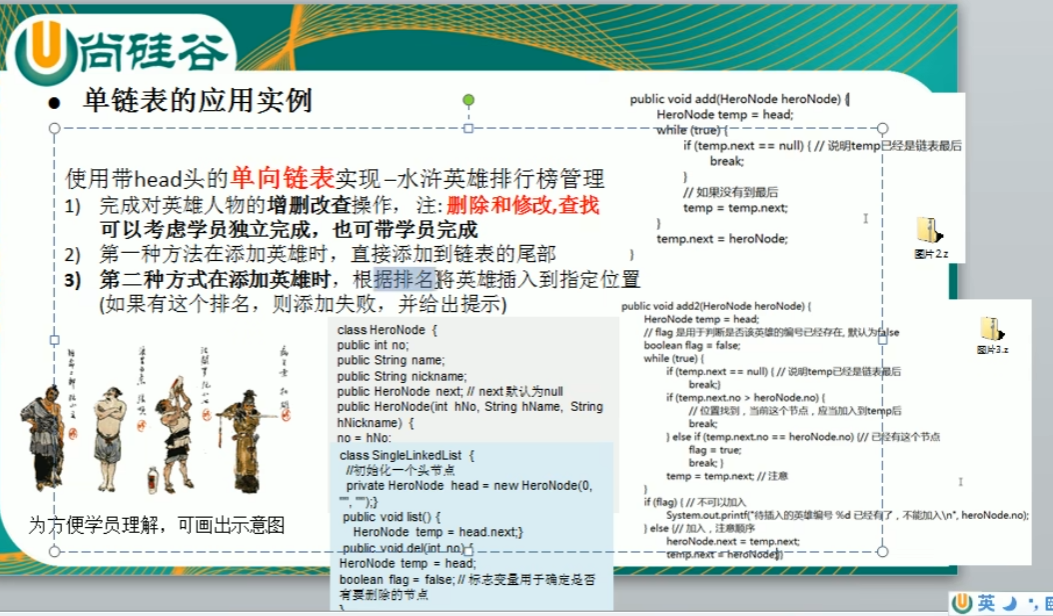 尚硅谷
● 单链表的应用实例
使用带head头的单向链表实现 –水浒英雄排行榜管理
1) 完成对英雄人物的增删改查操作， 注: 删除和修改,查找
可以考虑学员独立完成，也可带学员完成
2) 第一种方法在添加英雄时，直接添加到链表的尾部
3) 第二种方式在添加英雄时，根据排名将英雄插入到指定位置
(如果有这个排名，则添加失败，并给出提示)
为方便学员理解，可画出示意图
class HeroNode {
public int no;
public String name;
public String nickname;
public HeroNode next; // next 默认为null
public HeroNode(int hNo, String hName, String
hNickname) {
no = hNo;
class SingleLinkedList {
//初始化一个头节点
private HeroNode head = new HeroNode(0,
"", "");}
public void list() {
HeroNode temp = head.next;}
public void del(int no) {
HeroNode temp = head;
boolean flag = false; // 标志变量用于确定是否
有要删除的节点
public void add(HeroNode heroNode) {
HeroNode temp = head;
while (true) {
if (temp.next == null) { // 说明temp已经是链表最后
break;
}
// 如果没有到最后
temp = temp.next;
}
temp.next = heroNode;
}
图片2.z
public void add2(HeroNode heroNode) {
HeroNode temp = head;
// flag 是用于判断是否该英雄的编号已经存在, 默认为false
boolean flag = false;
while (true) {
if (temp.next == null) { // 说明temp已经是链表最后
break;}
if (temp.next.no > heroNode.no) {
// 位置找到，当前这个节点，应当加入到temp后
break;
} else if (temp.next.no == heroNode.no) {// 已经有这个节点
flag = true;
break; }
temp = temp.next; // 注意
}
if (flag) { // 不可以加入
System.out.printf("待插入的英雄编号 %d 已经有了，不能加入\n", heroNode.no);
} else {// 加入，注意顺序
heroNode.next = temp.next;
temp.next = heroNode;}}
图片3.z
英